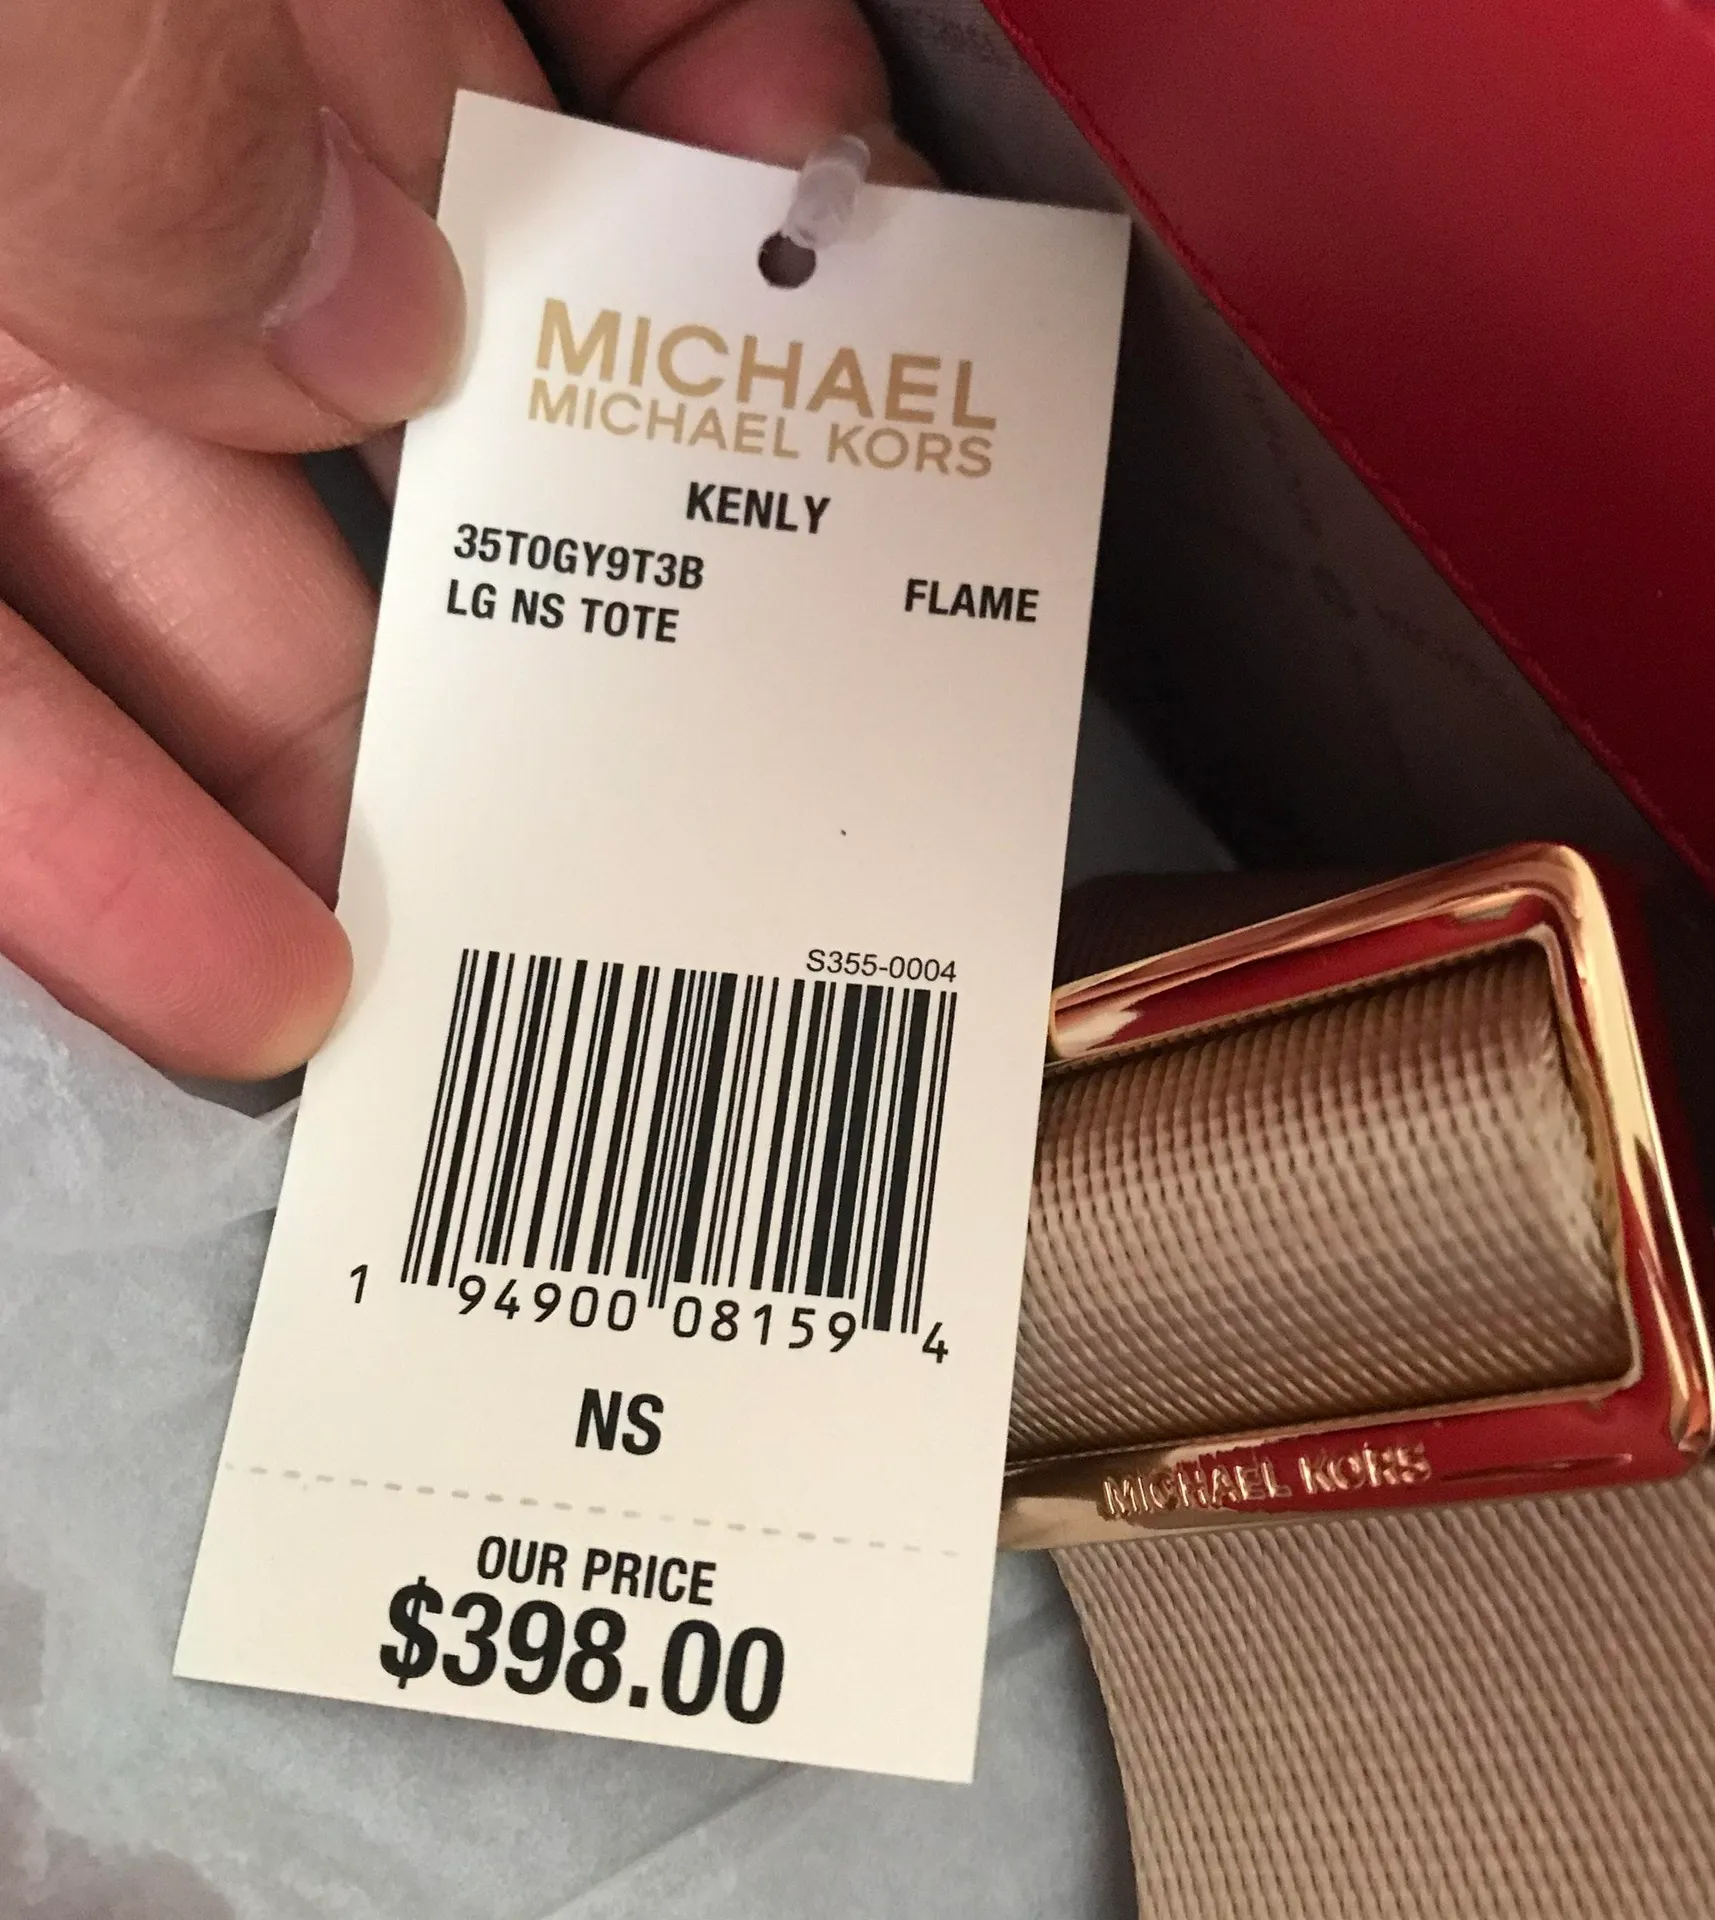 MICHAEL
MICHAEL KORS
KENLY
35T0GY9T3B
LG NS TOTE
FLAME
S355-0004
1 94900 08159 4
NS
OUR PRICE
$398.00
MICHAEL KORS